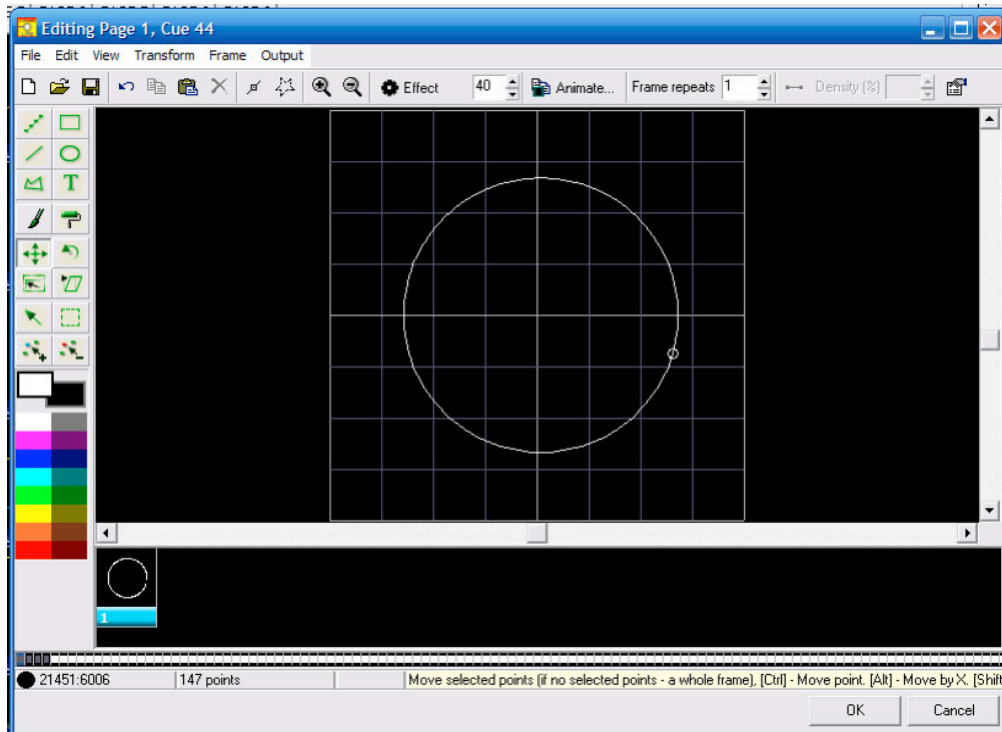 Editing Page 1, Cue 44
File Edit View Transform Frame Output
Effect 40 Animate... Frame repeats 1 Density (%)
T
1
21451:6006 147 points Move selected points (if no selected points - a whole frame), [Ctrl] - Move point. [Alt] - Move by X. [Shift
OK Cancel